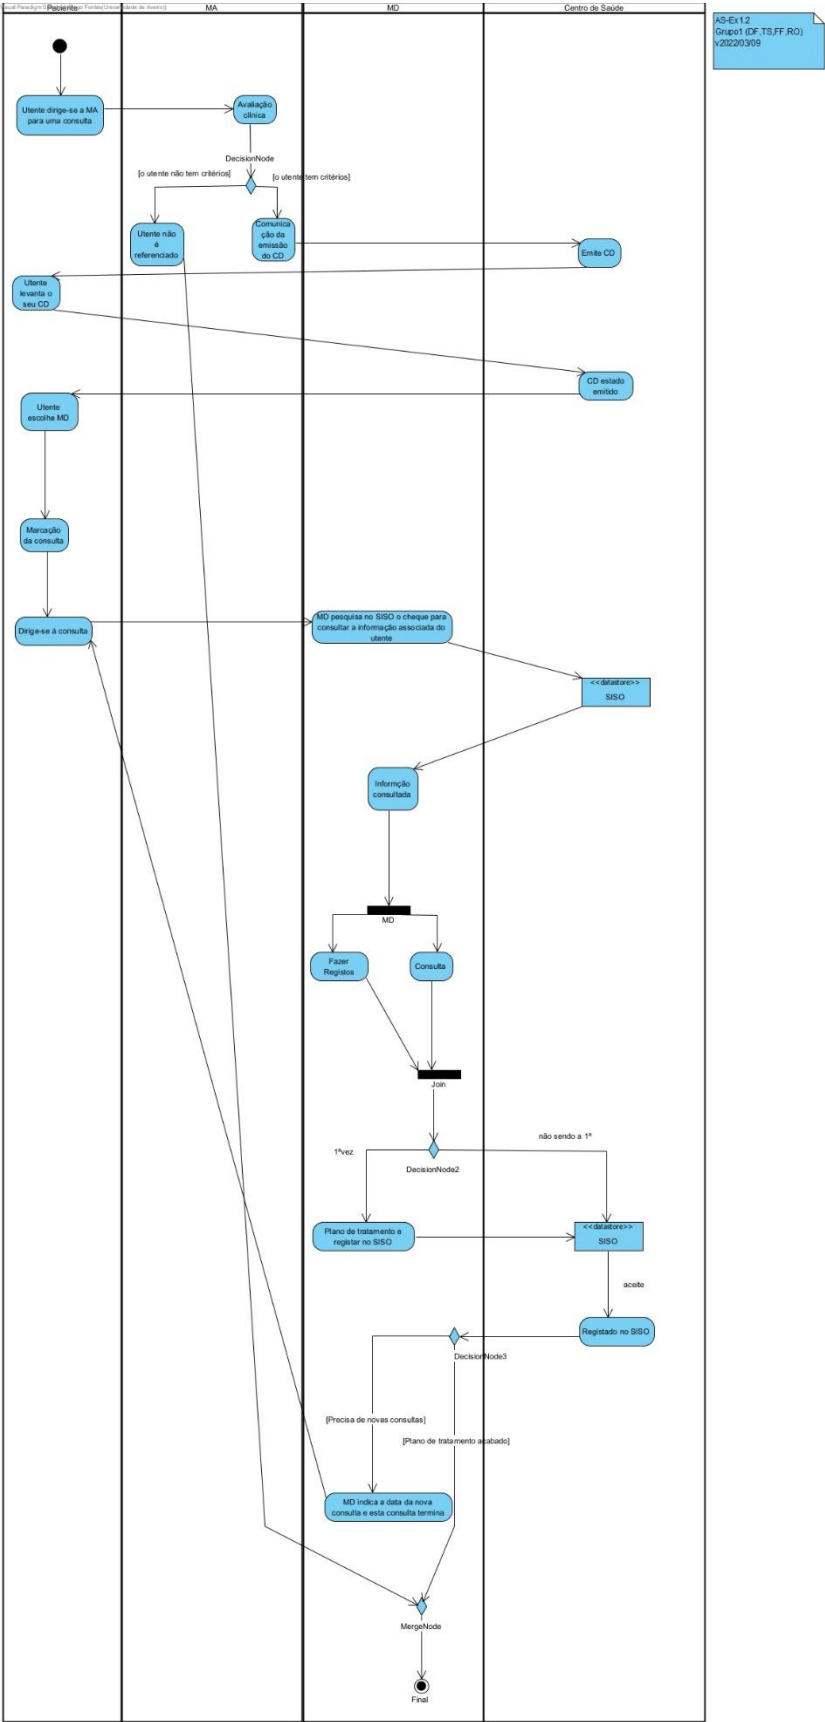 Paciente
MA
MD
Centro de Saúde
AS-Ex1.2
Grupo1 (DF,TS,FF,RO)
v2022/03/09
Utente dirige-se a MA
para uma consulta
Avaliação
clínica
DecisionNode
[o utente não tem critérios]
[o utente tem critérios]
Utente não
é
referenciado
Comunica
ção da
emissão
do CD
Emite CD
Utente
levanta o
seu CD
CD estado
emitido
Utente
escolhe MD
Marcação
da consulta
Dirige-se à consulta
MD pesquisa no SISO o cheque para
consultar a informação associada do
utente
<<datastore>>
SISO
Informção
consultada
MD
Fazer
Registos
Consulta
Join
não sendo a 1ª
1ªvez
DecisionNode2
Plano de tratamento e
registar no SISO
<<datastore>>
SISO
aceite
Registado no SISO
DecisionNode3
[Precisa de novas consultas]
[Plano de tratamento acabado]
MD indica a data da nova
consulta e esta consulta termina
MergeNode
Final